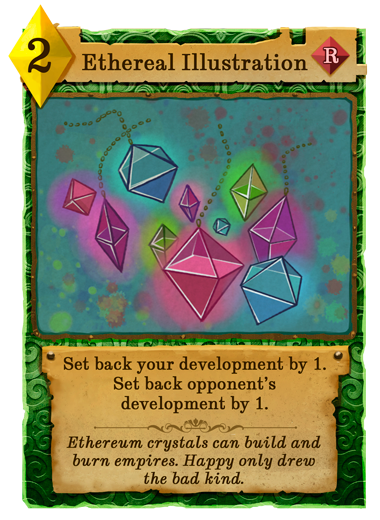 2
Ethereal Illustration
R
Set back your development by 1.
Set back opponent's
development by 1.
Ethereum crystals can build and
burn empires. Happy only drew
the bad kind.